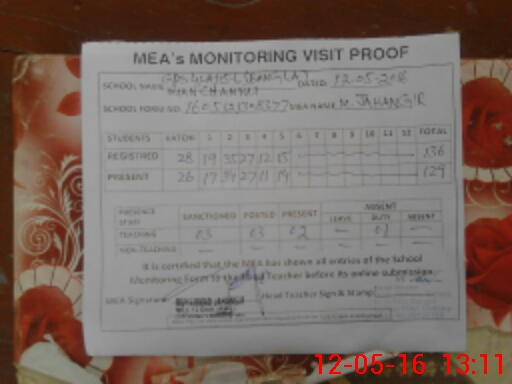 MEA's MONITORING VISIT PROOF
SCHOOL NAME DATED 12-05-2016
SCHOOL FORM NO. MEA NAME M. JAHANGIR
STUDENTS KATCHI 1 2 3 4 5 6 7 8 9 10 11 12 TOTAL
REGISTRED 28 19 35 27 12 15 136
PRESENT 26 17 34 27 11 14 129
ABSENT
PRESENCE STAFF SANCTIONED POSTED PRESENT LEAVE DUTY ABSENT
TEACHING 03 03 02 — 01 —
NON-TEACHING — — — — — —
It is certified that the MEA has shown all entries of the School
Monitoring Form to the Head Teacher before its online submission.
MEA Signature Head Teacher Sign & Stamp
12-05-16 13:11